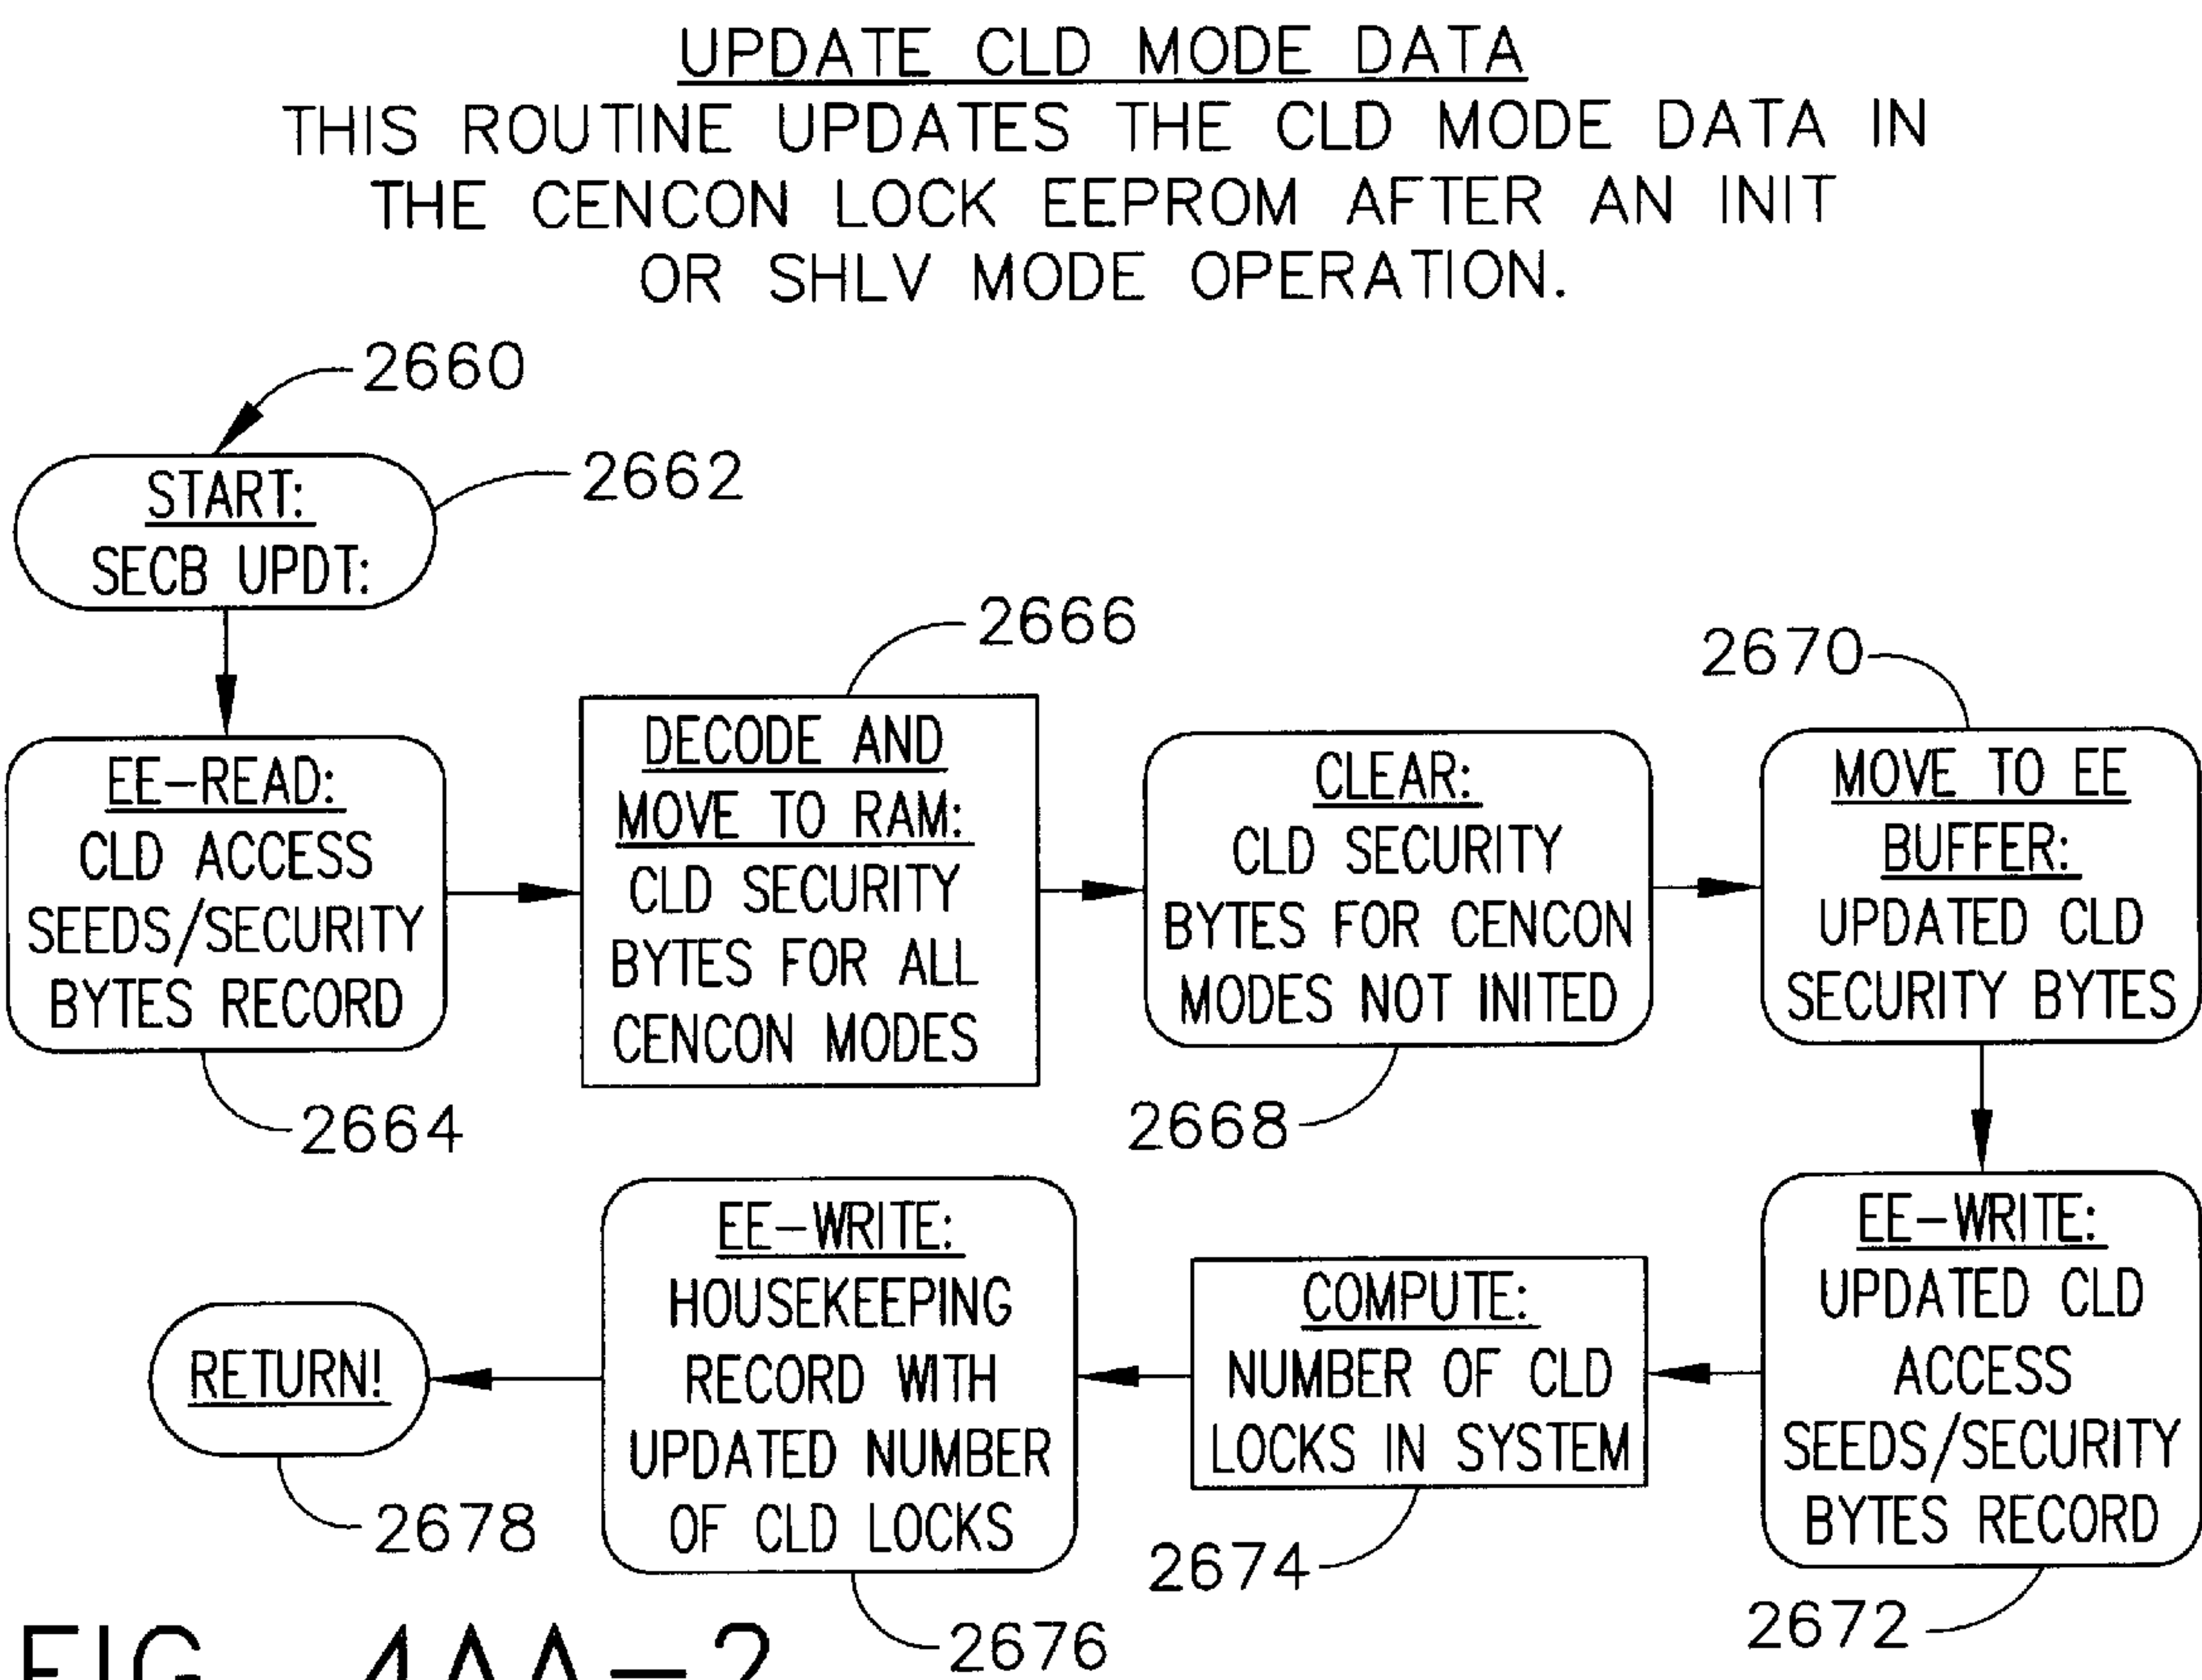 UPDATE CLD MODE DATA
THIS ROUTINE UPDATES THE CLD MODE DATA IN
THE CENCON LOCK EEPROM AFTER AN INIT
OR SHLV MODE OPERATION.
2660
2662
START:
SECB UPDT:
2664
EE-READ:
CLD ACCESS
SEEDS/SECURITY
BYTES RECORD
2666
DECODE AND
MOVE TO RAM:
CLD SECURITY
BYTES FOR ALL
CENCON MODES
2668
CLEAR:
CLD SECURITY
BYTES FOR CENCON
MODES NOT INITED
2670
MOVE TO EE
BUFFER:
UPDATED CLD
SECURITY BYTES
2672
EE-WRITE:
UPDATED CLD
ACCESS
SEEDS/SECURITY
BYTES RECORD
2674
COMPUTE:
NUMBER OF CLD
LOCKS IN SYSTEM
2676
EE-WRITE:
HOUSEKEEPING
RECORD WITH
UPDATED NUMBER
OF CLD LOCKS
2678
RETURN!
FIG. 4AA-2